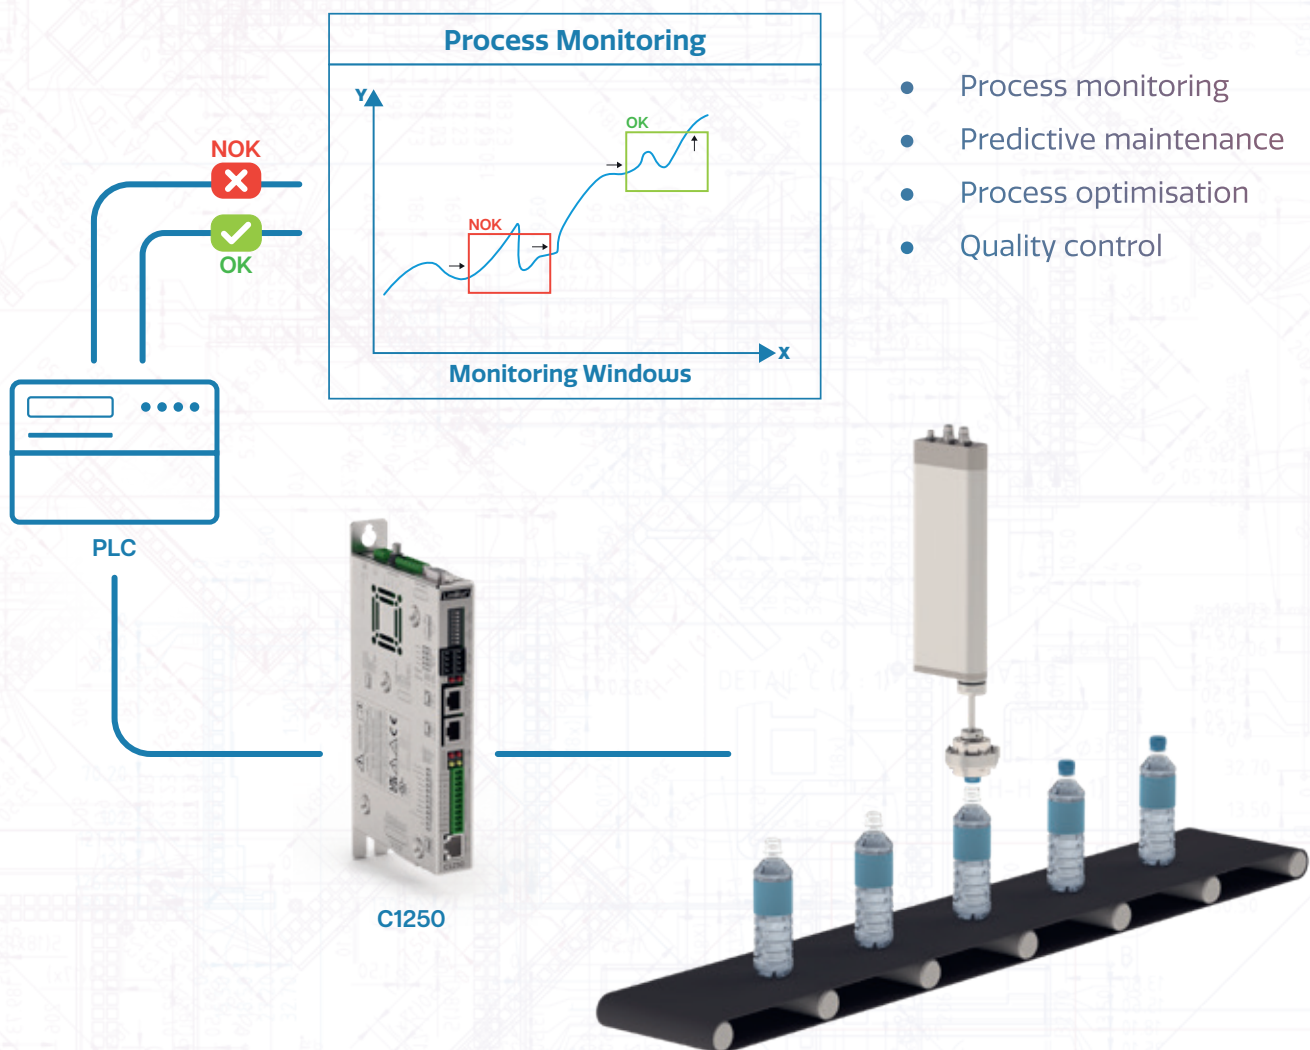 Process Monitoring
Y
OK
NOK
X
Monitoring Windows
Process monitoring
Predictive maintenance
Process optimisation
Quality control
NOK
OK
PLC
C1250